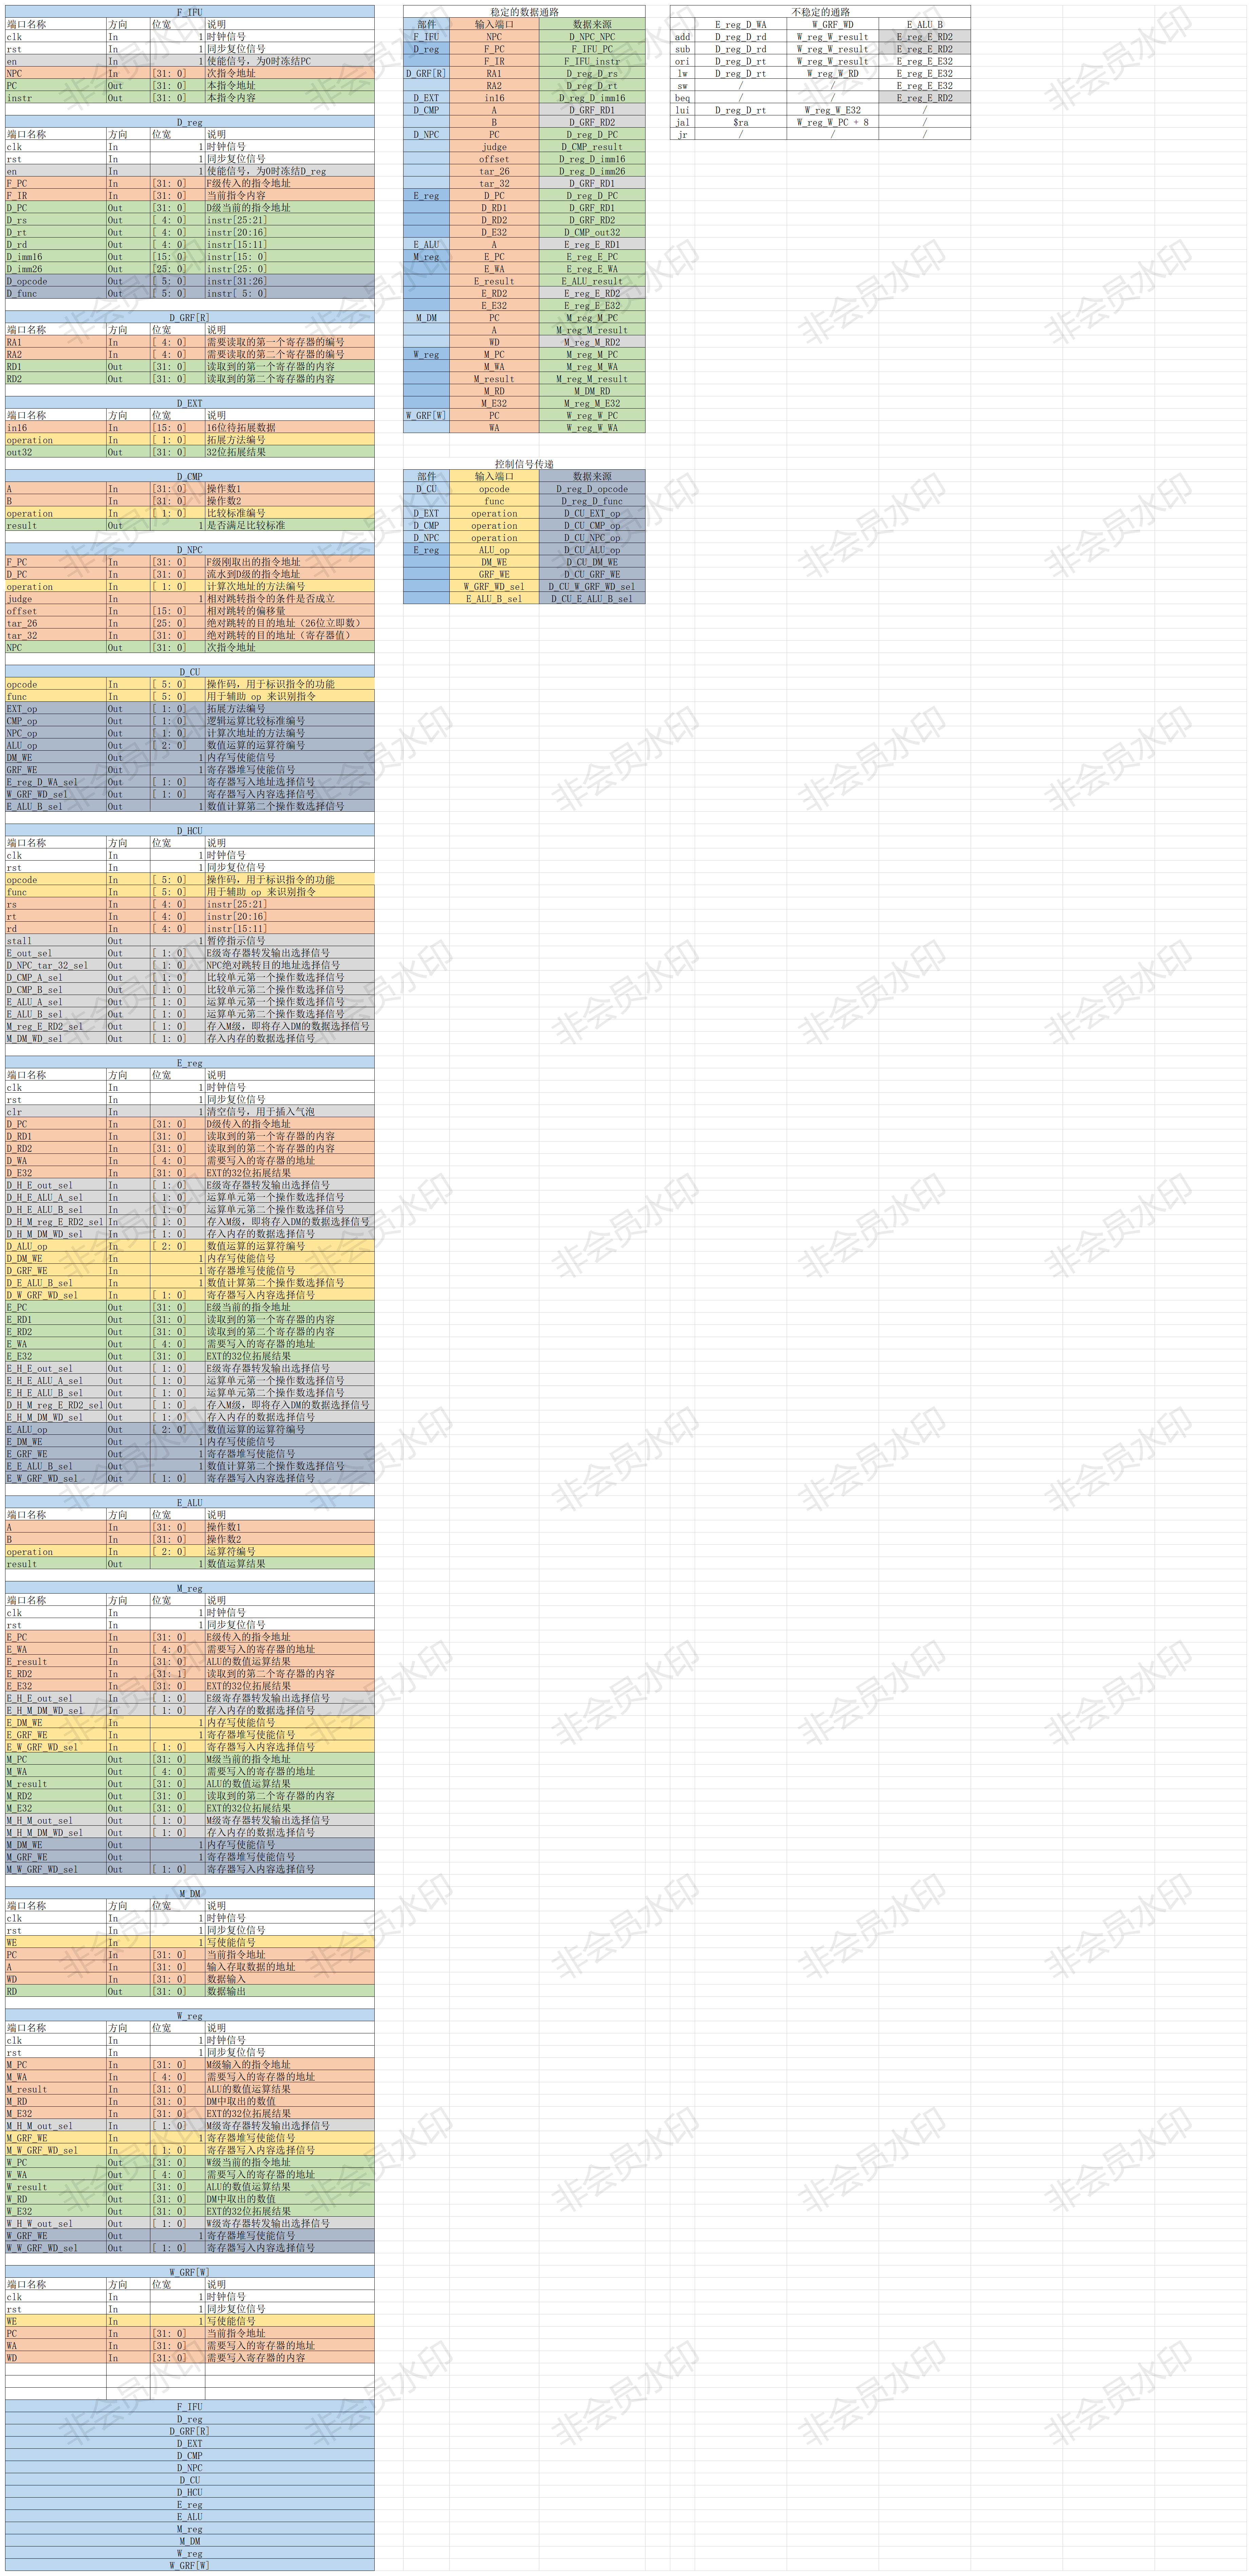 F_IFU
端口名称 方向 位宽 说明
clk In 1 时钟信号
rst In 1 同步复位信号
en In 1 使能信号，为0时冻结PC
NPC In [31: 0] 次指令地址
PC Out [31: 0] 本指令地址
instr Out [31: 0] 本指令内容
D_reg
端口名称 方向 位宽 说明
clk In 1 时钟信号
rst In 1 同步复位信号
en In 1 使能信号，为0时冻结D_reg
F_PC In [31: 0] F级传入的指令地址
F_IR In [31: 0] 当前指令内容
D_PC Out [31: 0] D级当前的指令地址
D_rs Out [ 4: 0] instr[25:21]
D_rt Out [ 4: 0] instr[20:16]
D_rd Out [ 4: 0] instr[15:11]
D_imm16 Out [15: 0] instr[15: 0]
D_imm26 Out [25: 0] instr[25: 0]
D_opcode Out [ 5: 0] instr[31:26]
D_func Out [ 5: 0] instr[ 5: 0]
D_GRF[R]
端口名称 方向 位宽 说明
RA1 In [ 4: 0] 需要读取的第一个寄存器的编号
RA2 In [ 4: 0] 需要读取的第二个寄存器的编号
RD1 Out [31: 0] 读取到的第一个寄存器的内容
RD2 Out [31: 0] 读取到的第二个寄存器的内容
D_EXT
端口名称 方向 位宽 说明
in16 In [15: 0] 16位待拓展数据
operation In [ 1: 0] 拓展方法编号
out32 Out [31: 0] 32位拓展结果
D_CMP
A In [31: 0] 操作数1
B In [31: 0] 操作数2
operation In [ 1: 0] 比较标准编号
result Out 1 是否满足比较标准
D_NPC
F_PC In [31: 0] F级刚取出的指令地址
D_PC In [31: 0] 流水到D级的指令地址
operation In [ 1: 0] 计算次地址的方法编号
judge In 1 相对跳转指令的条件是否成立
offset In [15: 0] 相对跳转的偏移量
tar_26 In [25: 0] 绝对跳转的目的地址（26位立即数）
tar_32 In [31: 0] 绝对跳转的目的地址（寄存器值）
NPC Out [31: 0] 次指令地址
D_CU
opcode In [ 5: 0] 操作码，用于标识指令的功能
func In [ 5: 0] 用于辅助 op 来识别指令
EXT_op Out [ 1: 0] 拓展方法编号
CMP_op Out [ 1: 0] 逻辑运算比较标准编号
NPC_op Out [ 1: 0] 计算次地址的方法编号
ALU_op Out [ 2: 0] 数值运算的运算符编号
DM_WE Out 1 内存写使能信号
GRF_WE Out 1 寄存器堆写使能信号
E_reg_D_WA_sel Out [ 1: 0] 寄存器写入地址选择信号
W_GRF_WD_sel Out [ 1: 0] 寄存器写入内容选择信号
E_ALU_B_sel Out 1 数值计算第二个操作数选择信号
D_HCU
端口名称 方向 位宽 说明
clk In 1 时钟信号
rst In 1 同步复位信号
opcode In [ 5: 0] 操作码，用于标识指令的功能
func In [ 5: 0] 用于辅助 op 来识别指令
rs In [ 4: 0] instr[25:21]
rt In [ 4: 0] instr[20:16]
rd In [ 4: 0] instr[15:11]
stall Out 1 暂停指示信号
E_out_sel Out [ 1: 0] E级寄存器转发输出选择信号
D_NPC_tar_32_sel Out [ 1: 0] NPC绝对跳转目的地址选择信号
D_CMP_A_sel Out [ 1: 0] 比较单元第一个操作数选择信号
D_CMP_B_sel Out [ 1: 0] 比较单元第二个操作数选择信号
E_ALU_A_sel Out [ 1: 0] 运算单元第一个操作数选择信号
E_ALU_B_sel Out [ 1: 0] 运算单元第二个操作数选择信号
M_reg_E_RD2_sel Out [ 1: 0] 存入M级，即将存入DM的数据选择信号
M_DM_WD_sel Out [ 1: 0] 存入内存的数据选择信号
E_reg
端口名称 方向 位宽 说明
clk In 1 时钟信号
rst In 1 同步复位信号
clr In 1 清空信号，用于插入气泡
D_PC In [31: 0] D级传入的指令地址
D_RD1 In [31: 0] 读取到的第一个寄存器的内容
D_RD2 In [31: 0] 读取到的第二个寄存器的内容
D_WA In [ 4: 0] 需要写入的寄存器的地址
D_E32 In [31: 0] EXT的32位拓展结果
D_H_E_out_sel In [ 1: 0] E级寄存器转发输出选择信号
D_H_E_ALU_A_sel In [ 1: 0] 运算单元第一个操作数选择信号
D_H_E_ALU_B_sel In [ 1: 0] 运算单元第二个操作数选择信号
D_H_M_reg_E_RD2_sel In [ 1: 0] 存入M级，即将存入DM的数据选择信号
D_H_M_DM_WD_sel In [ 1: 0] 存入内存的数据选择信号
D_ALU_op In [ 2: 0] 数值运算的运算符编号
D_DM_WE In 1 内存写使能信号
D_GRF_WE In 1 寄存器堆写使能信号
D_E_ALU_B_sel In 1 数值计算第二个操作数选择信号
D_W_GRF_WD_sel In [ 1: 0] 寄存器写入内容选择信号
E_PC Out [31: 0] E级当前的指令地址
E_RD1 Out [31: 0] 读取到的第一个寄存器的内容
E_RD2 Out [31: 0] 读取到的第二个寄存器的内容
E_WA Out [ 4: 0] 需要写入的寄存器的地址
E_E32 Out [31: 0] EXT的32位拓展结果
E_H_E_out_sel Out [ 1: 0] E级寄存器转发输出选择信号
E_H_E_ALU_A_sel Out [ 1: 0] 运算单元第一个操作数选择信号
E_H_E_ALU_B_sel Out [ 1: 0] 运算单元第二个操作数选择信号
D_H_M_reg_E_RD2_sel Out [ 1: 0] 存入M级，即将存入DM的数据选择信号
E_H_M_DM_WD_sel Out [ 1: 0] 存入内存的数据选择信号
E_ALU_op Out [ 2: 0] 数值运算的运算符编号
E_DM_WE Out 1 内存写使能信号
E_GRF_WE Out 1 寄存器堆写使能信号
E_E_ALU_B_sel Out 1 数值计算第二个操作数选择信号
E_W_GRF_WD_sel Out [ 1: 0] 寄存器写入内容选择信号
E_ALU
端口名称 方向 位宽 说明
A In [31: 0] 操作数1
B In [31: 0] 操作数2
operation In [ 2: 0] 运算符编号
result Out 1 数值运算结果
M_reg
端口名称 方向 位宽 说明
clk In 1 时钟信号
rst In 1 同步复位信号
E_PC In [31: 0] E级传入的指令地址
E_WA In [ 4: 0] 需要写入的寄存器的地址
E_result In [31: 0] ALU的数值运算结果
E_RD2 In [31: 1] 读取到的第二个寄存器的内容
E_E32 In [31: 0] EXT的32位拓展结果
E_H_E_out_sel In [ 1: 0] E级寄存器转发输出选择信号
E_H_M_DM_WD_sel In [ 1: 0] 存入内存的数据选择信号
E_DM_WE In 1 内存写使能信号
E_GRF_WE In 1 寄存器堆写使能信号
E_W_GRF_WD_sel In [ 1: 0] 寄存器写入内容选择信号
M_PC Out [31: 0] M级当前的指令地址
M_WA Out [ 4: 0] 需要写入的寄存器的地址
M_result Out [31: 0] ALU的数值运算结果
M_RD2 Out [31: 0] 读取到的第二个寄存器的内容
M_E32 Out [31: 0] EXT的32位拓展结果
M_H_M_out_sel Out [ 1: 0] M级寄存器转发输出选择信号
M_H_M_DM_WD_sel Out [ 1: 0] 存入内存的数据选择信号
M_DM_WE Out 1 内存写使能信号
M_GRF_WE Out 1 寄存器堆写使能信号
M_W_GRF_WD_sel Out [ 1: 0] 寄存器写入内容选择信号
M_DM
端口名称 方向 位宽 说明
clk In 1 时钟信号
rst In 1 同步复位信号
WE In 1 写使能信号
PC In [31: 0] 当前指令地址
A In [31: 0] 输入存取数据的地址
WD In [31: 0] 数据输入
RD Out [31: 0] 数据输出
W_reg
端口名称 方向 位宽 说明
clk In 1 时钟信号
rst In 1 同步复位信号
M_PC In [31: 0] M级输入的指令地址
M_WA In [ 4: 0] 需要写入的寄存器的地址
M_result In [31: 0] ALU的数值运算结果
M_RD In [31: 0] DM中取出的数值
M_E32 In [31: 0] EXT的32位拓展结果
M_H_M_out_sel In [ 1: 0] M级寄存器转发输出选择信号
M_GRF_WE In 1 寄存器堆写使能信号
M_W_GRF_WD_sel In [ 1: 0] 寄存器写入内容选择信号
W_PC Out [31: 0] W级当前的指令地址
W_WA Out [ 4: 0] 需要写入的寄存器的地址
W_result Out [31: 0] ALU的数值运算结果
W_RD Out [31: 0] DM中取出的数值
W_E32 Out [31: 0] EXT的32位拓展结果
W_H_W_out_sel Out [ 1: 0] W级寄存器转发输出选择信号
W_GRF_WE Out 1 寄存器堆写使能信号
W_W_GRF_WD_sel Out [ 1: 0] 寄存器写入内容选择信号
W_GRF[W]
端口名称 方向 位宽 说明
clk In 1 时钟信号
rst In 1 同步复位信号
WE In 1 写使能信号
PC In [31: 0] 当前指令地址
WA In [31: 0] 需要写入的寄存器的地址
WD In [31: 0] 需要写入寄存器的内容
F_IFU
D_reg
D_GRF[R]
D_EXT
D_CMP
D_NPC
D_CU
D_HCU
E_reg
E_ALU
M_reg
M_DM
W_reg
W_GRF[W]
稳定的数据通路
部件 输入端口 数据来源
F_IFU NPC D_NPC_NPC
D_reg F_PC F_IFU_PC
F_IR F_IFU_instr
D_GRF[R] RA1 D_reg_D_rs
RA2 D_reg_D_rt
D_EXT in16 D_reg_D_imm16
D_CMP A D_GRF_RD1
B D_GRF_RD2
D_NPC PC D_reg_D_PC
judge D_CMP_result
offset D_reg_D_imm16
tar_26 D_reg_D_imm26
tar_32 D_GRF_RD1
E_reg D_PC D_reg_D_PC
D_RD1 D_GRF_RD1
D_RD2 D_GRF_RD2
D_E32 D_CMP_out32
E_ALU A E_reg_E_RD1
M_reg E_PC E_reg_E_PC
E_WA E_reg_E_WA
E_result E_ALU_result
E_RD2 E_reg_E_RD2
E_E32 E_reg_E_E32
M_DM PC M_reg_M_PC
A M_reg_M_result
WD M_reg_M_RD2
W_reg M_PC M_reg_M_PC
M_WA M_reg_M_WA
M_result M_reg_M_result
M_RD M_DM_RD
M_E32 M_reg_M_E32
W_GRF[W] PC W_reg_W_PC
WA W_reg_W_WA
控制信号传递
部件 输入端口 数据来源
D_CU opcode D_reg_D_opcode
func D_reg_D_func
D_EXT operation D_CU_EXT_op
D_CMP operation D_CU_CMP_op
D_NPC operation D_CU_NPC_op
E_reg ALU_op D_CU_ALU_op
DM_WE D_CU_DM_WE
GRF_WE D_CU_GRF_WE
W_GRF_WD_sel D_CU_W_GRF_WD_sel
E_ALU_B_sel D_CU_E_ALU_B_sel
不稳定的通路
E_reg_D_WA W_GRF_WD E_ALU_B
add D_reg_D_rd W_reg_W_result E_reg_E_RD2
sub D_reg_D_rd W_reg_W_result E_reg_E_RD2
ori D_reg_D_rt W_reg_W_result E_reg_E_E32
lw D_reg_D_rt W_reg_W_RD E_reg_E_E32
sw / / E_reg_E_E32
beq / / E_reg_E_RD2
lui D_reg_D_rt W_reg_W_E32 /
jal $ra W_reg_W_PC + 8 /
jr / / /
非会员水印